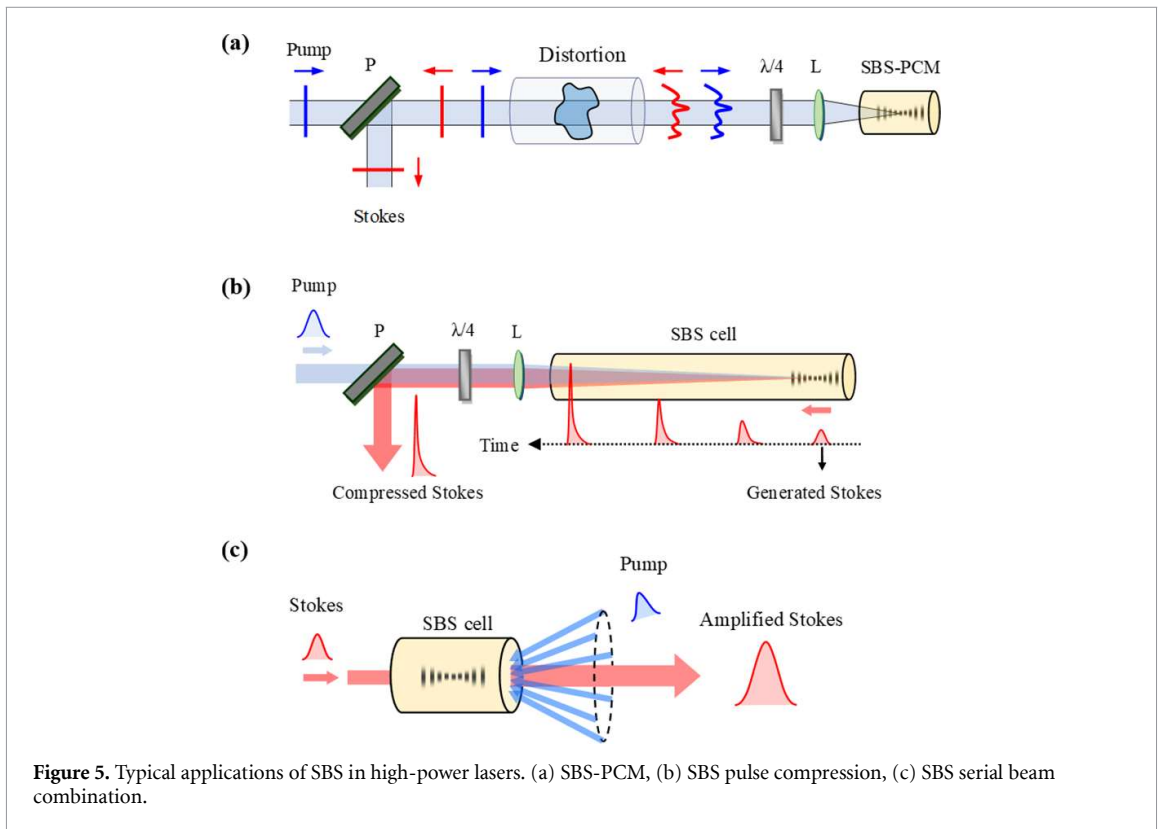 (a)
Pump
P
Distortion
λ/4
L
SBS-PCM
Stokes
(b)
Pump
P
λ/4
L
SBS cell
Time
Compressed Stokes
Generated Stokes
(c)
Stokes
SBS cell
Pump
Amplified Stokes
Figure 5. Typical applications of SBS in high-power lasers. (a) SBS-PCM, (b) SBS pulse compression, (c) SBS serial beam
combination.